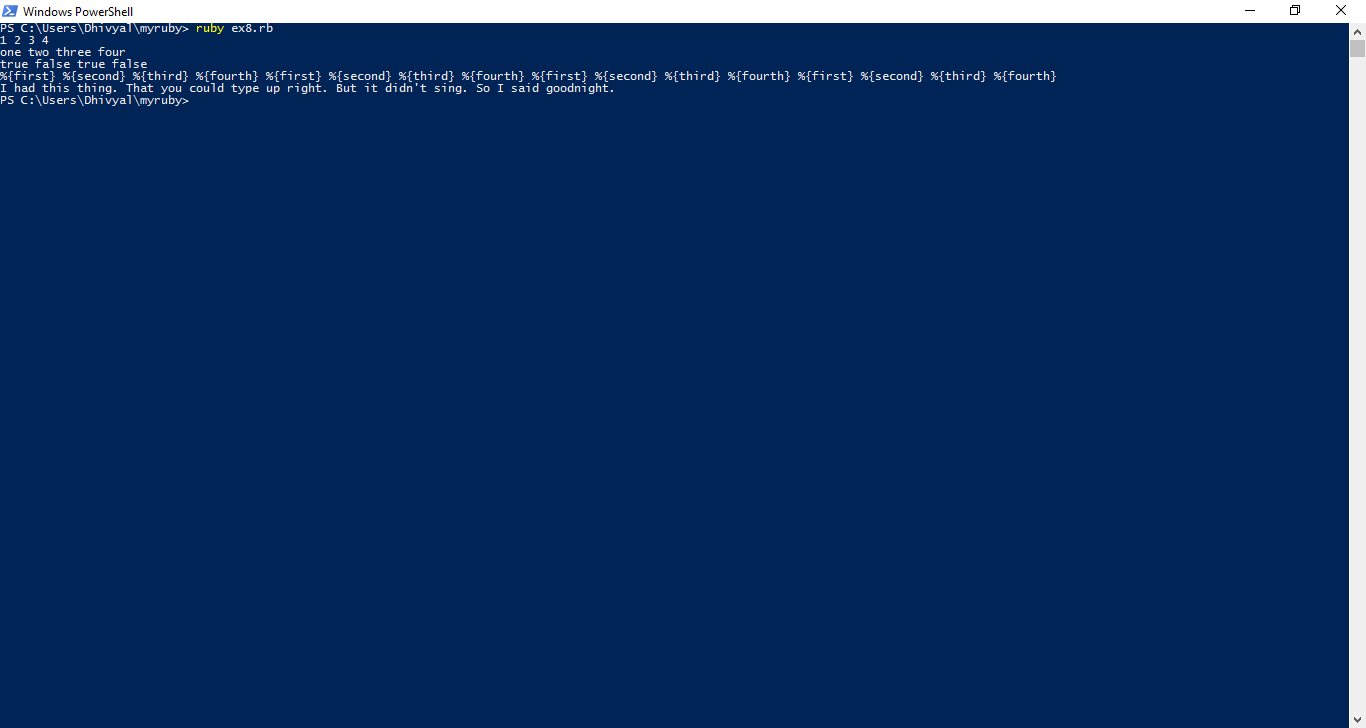 Windows PowerShell
PS C:\Users\Dhivyal\myruby> ruby ex8.rb
1 2 3 4
one two three four
true false true false
%{first} %{second} %{third} %{fourth} %{first} %{second} %{third} %{fourth} %{first} %{second} %{third} %{fourth} %{first} %{second} %{third} %{fourth}
I had this thing. That you could type up right. But it didn't sing. So I said goodnight.
PS C:\Users\Dhivyal\myruby>